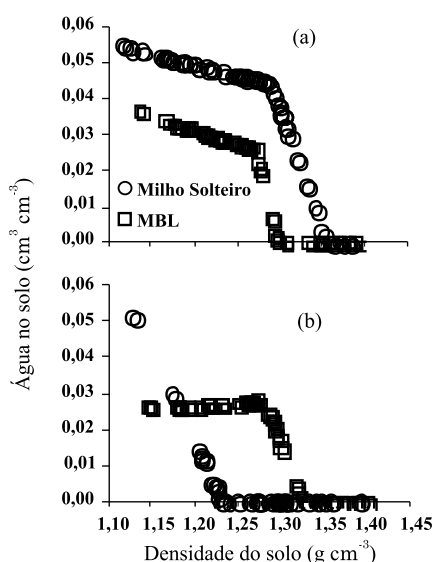 0,06
(a)
0,05
0,04
0,03
0,02
Milho Solteiro
0,01
MBL
0,00
Água no solo (cm³ cm⁻³)
0,06
(b)
0,05
0,04
0,03
0,02
0,01
0,00
1,10 1,15 1,20 1,25 1,30 1,35 1,40 1,45
Densidade do solo (g cm⁻³)